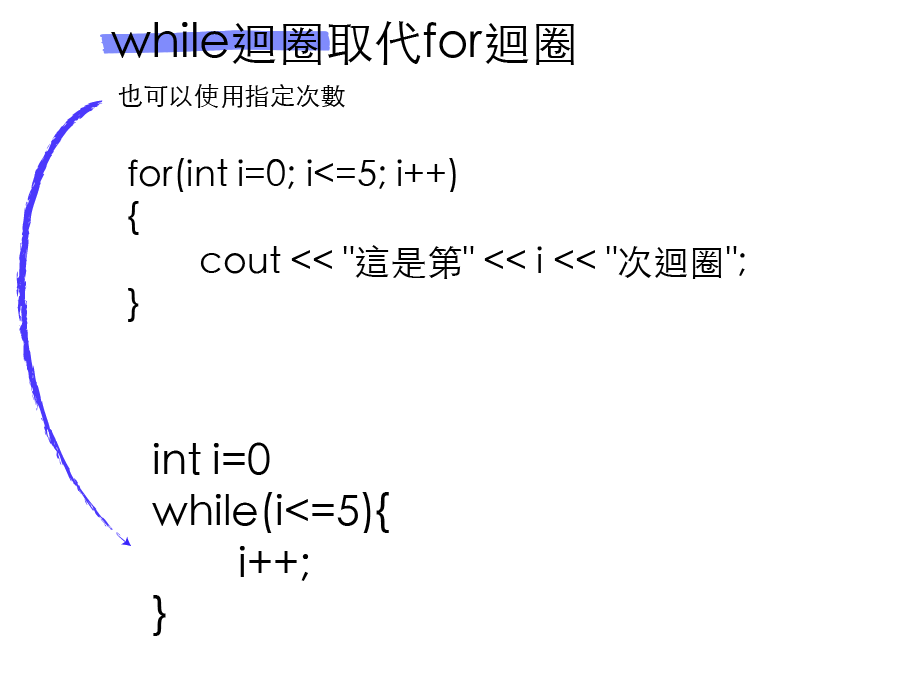 while迴圈取代for迴圈
也可以使用指定次數
for(int i=0; i<=5; i++)
{
cout << "這是第" << i << "次迴圈";
}
int i=0
while(i<=5){
i++;
}